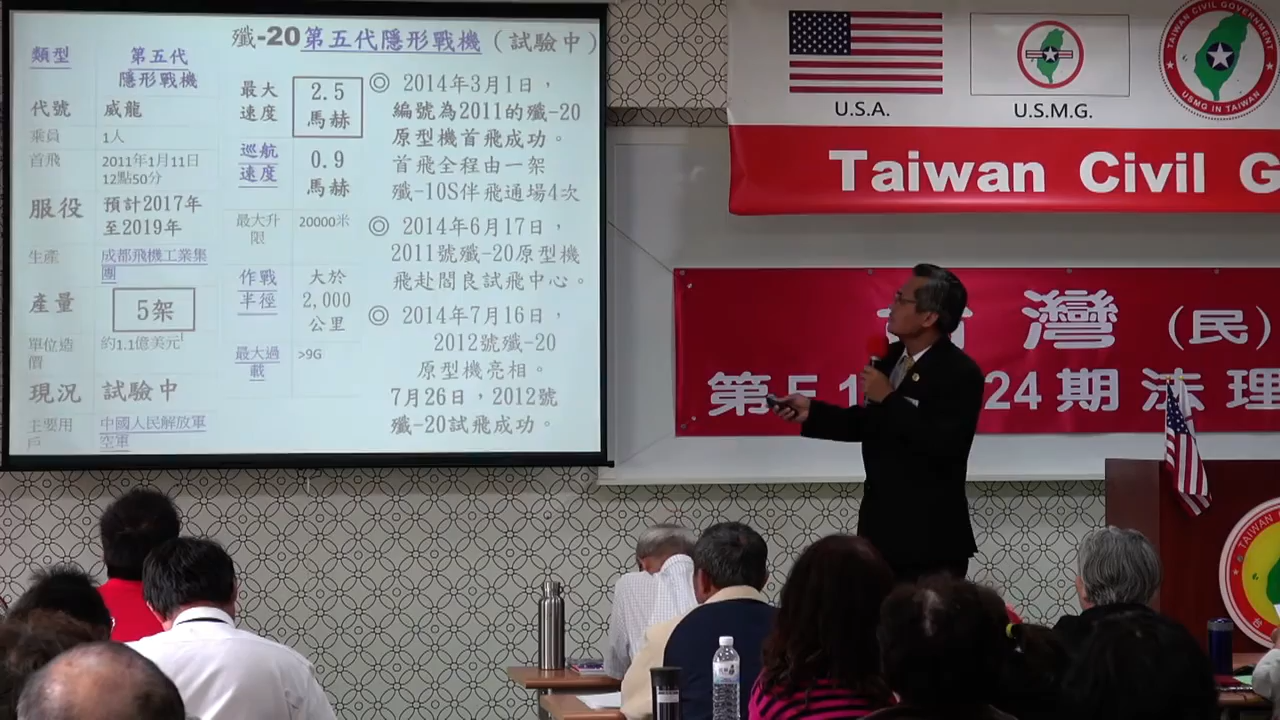 殲-20第五代隱形戰機（試驗中）
類型
第五代
隱形戰機
代號
威龍
乘員
1人
首飛
2011年1月11日
12點50分
服役
預計2017年
至2019年
生產
成都飛機工業集
團
產量
5架
單位造
價
約1.1億美元
現況
試驗中
主要用
戶
中國人民解放軍
空軍
最大
速度
2.5
馬赫
巡航
速度
0.9
馬赫
最大升
限
20000米
作戰
半徑
大於
2,000
公里
最大過
載
>9G
◎ 2014年3月1日，
編號為2011的殲-20
原型機首飛成功。
首飛全程由一架
殲-10S伴飛通場4次
◎ 2014年6月17日，
2011號殲-20原型機
飛赴閻良試飛中心。
◎ 2014年7月16日，
2012號殲-20
原型機亮相。
7月26日，2012號
殲-20試飛成功。
U.S.A.
U.S.M.G.
TAIWAN CIVIL GOVERNMENT
USMG IN TAIWAN
Taiwan Civil G
灣（民）
第51 24期法理
TAIWAN